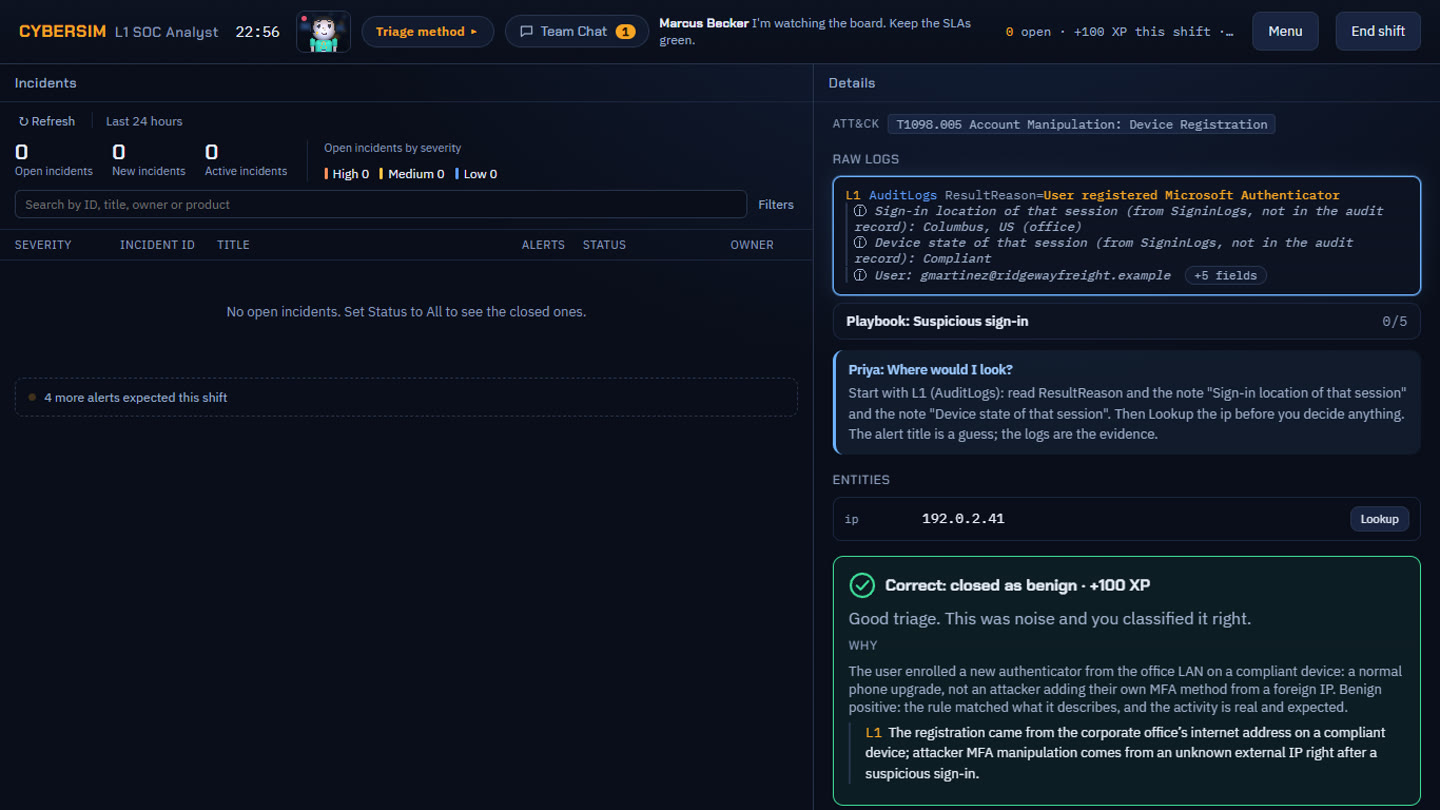 CYBERSIM L1 SOC Analyst 22:56 Triage method ▸ Team Chat 1
Marcus Becker I'm watching the board. Keep the SLAs
green.
0 open · +100 XP this shift ·…
Menu
End shift
Incidents
↻ Refresh
Last 24 hours
0
Open incidents
0
New incidents
0
Active incidents
Open incidents by severity
High 0 Medium 0 Low 0
Search by ID, title, owner or product
Filters
SEVERITY INCIDENT ID TITLE ALERTS STATUS OWNER
No open incidents. Set Status to All to see the closed ones.
4 more alerts expected this shift
Details
ATT&CK T1098.005 Account Manipulation: Device Registration
RAW LOGS
L1 AuditLogs ResultReason=User registered Microsoft Authenticator
ⓘ Sign-in location of that session (from SigninLogs, not in the audit
record): Columbus, US (office)
ⓘ Device state of that session (from SigninLogs, not in the audit
record): Compliant
ⓘ User: gmartinez@ridgewayfreight.example +5 fields
Playbook: Suspicious sign-in 0/5
Priya: Where would I look?
Start with L1 (AuditLogs): read ResultReason and the note "Sign-in location of that session"
and the note "Device state of that session". Then Lookup the ip before you decide anything.
The alert title is a guess; the logs are the evidence.
ENTITIES
ip 192.0.2.41 Lookup
Correct: closed as benign · +100 XP
Good triage. This was noise and you classified it right.
WHY
The user enrolled a new authenticator from the office LAN on a compliant device: a normal
phone upgrade, not an attacker adding their own MFA method from a foreign IP. Benign
positive: the rule matched what it describes, and the activity is real and expected.
L1 The registration came from the corporate office's internet address on a compliant
device; attacker MFA manipulation comes from an unknown external IP right after a
suspicious sign-in.